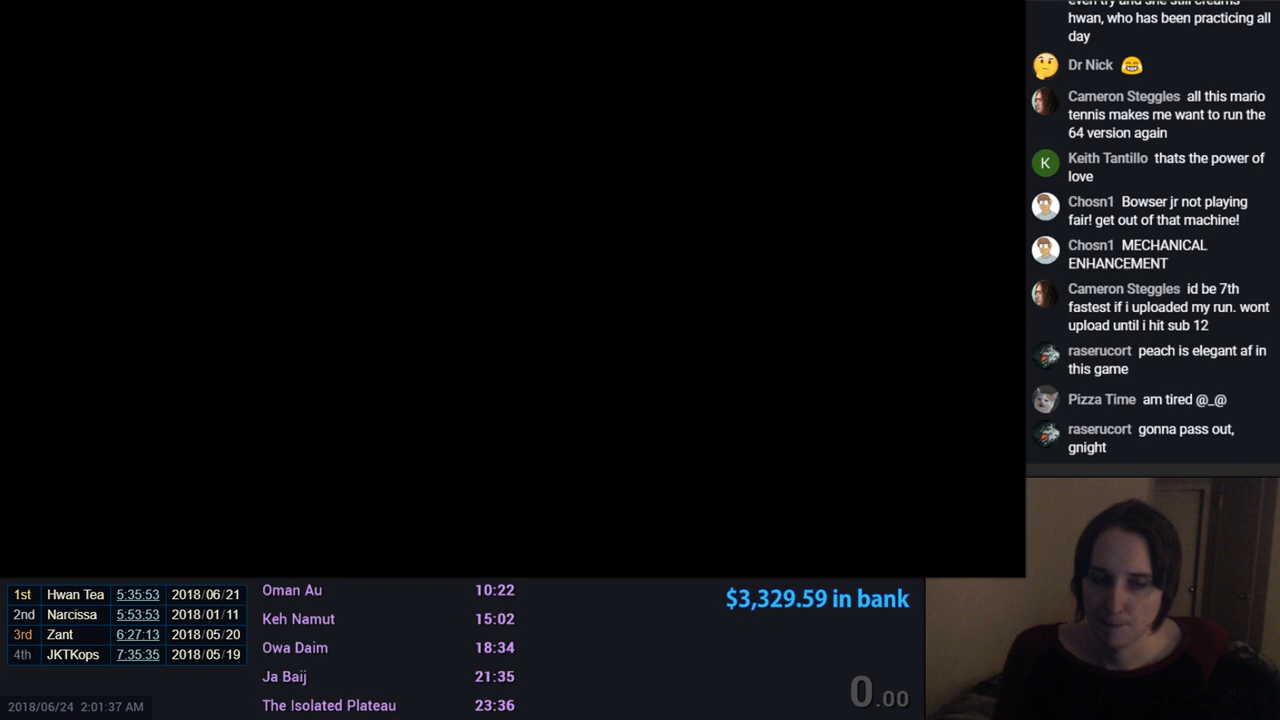 even try and she still creams
hwan, who has been practicing all
day
Dr Nick 😂
Cameron Steggles all this mario
tennis makes me want to run the
64 version again
K
Keith Tantillo thats the power of
love
Chosn1 Bowser jr not playing
fair! get out of that machine!
Chosn1 MECHANICAL
ENHANCEMENT
Cameron Steggles id be 7th
fastest if i uploaded my run. wont
upload until i hit sub 12
raserucort peach is elegant af in
this game
Pizza Time am tired @_@
raserucort gonna pass out,
gnight
1st Hwan Tea 5:35:53 2018/06/21
2nd Narcissa 5:53:53 2018/01/11
3rd Zant 6:27:13 2018/05/20
4th JKTKops 7:35:35 2018/05/19
2018/06/24 2:01:37 AM
Oman Au 10:22
Keh Namut 15:02
Owa Daim 18:34
Ja Baij 21:35
The Isolated Plateau 23:36
$3,329.59 in bank
0.00